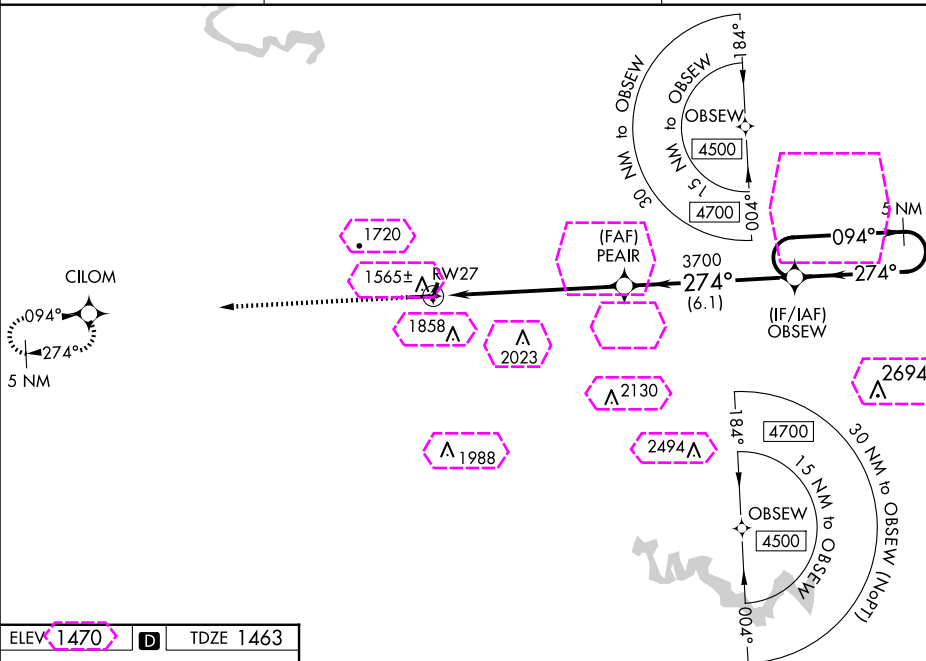 184°
30 NM to OBSEW
15 NM to OBSEW
OBSEW
4500
4700
004°
5 NM
094°
274°
(IF/IAF)
OBSEW
3700
274°
(6.1)
(FAF)
PEAIR
1720
1565±
RW27
1858
2023
2130
1988
2494
2694
CILOM
094°
274°
5 NM
184°
4700
30 NM to OBSEW (NoPT)
15 NM to OBSEW
OBSEW
4500
004°
ELEV 1470 D TDZE 1463